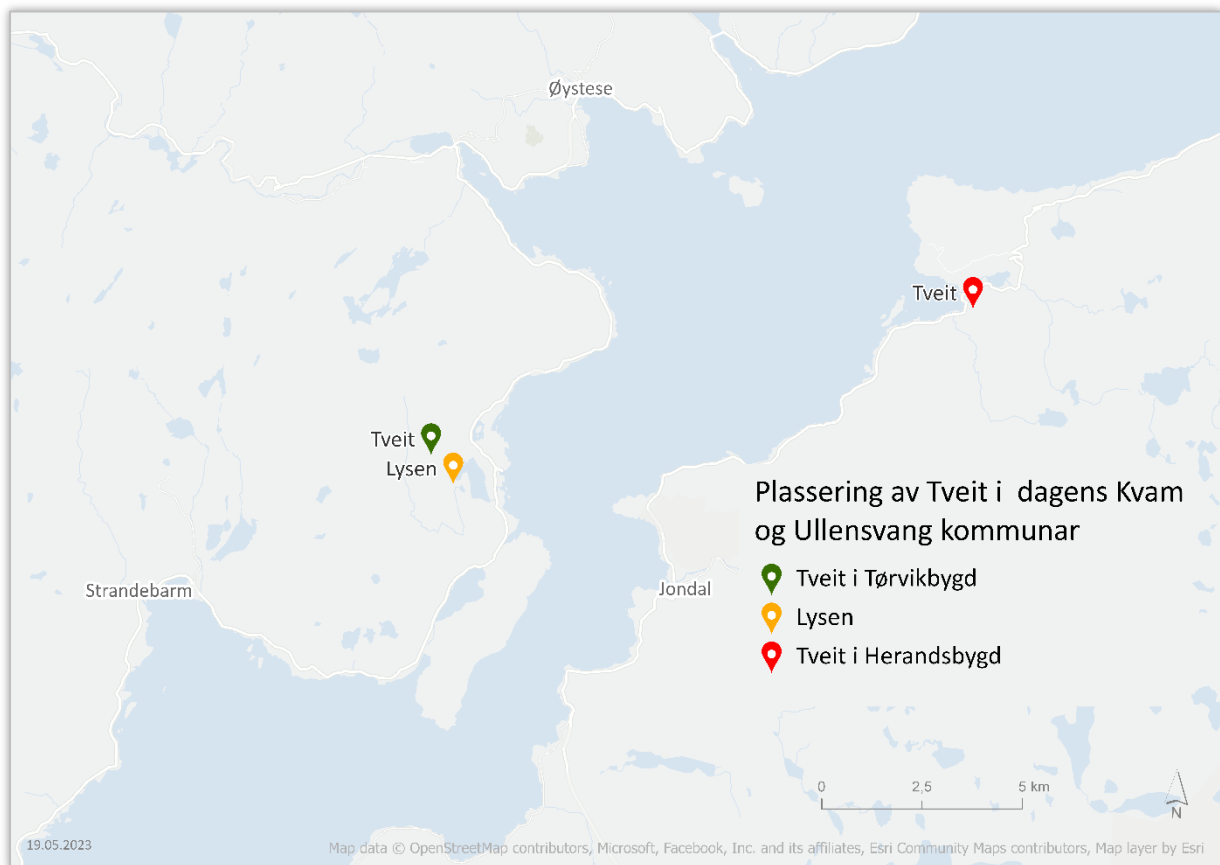 Øystese
Tveit
Tveit
Lysen
Strandebarm
Jondal
Plassering av Tveit i dagens Kvam
og Ullensvang kommunar
Tveit i Tørvikbygd
Lysen
Tveit i Herandsbygd
0 2,5 5 km
N
19.05.2023
Map data © OpenStreetMap contributors, Microsoft, Facebook, Inc. and its affiliates, Esri Community Maps contributors, Map layer by Esri